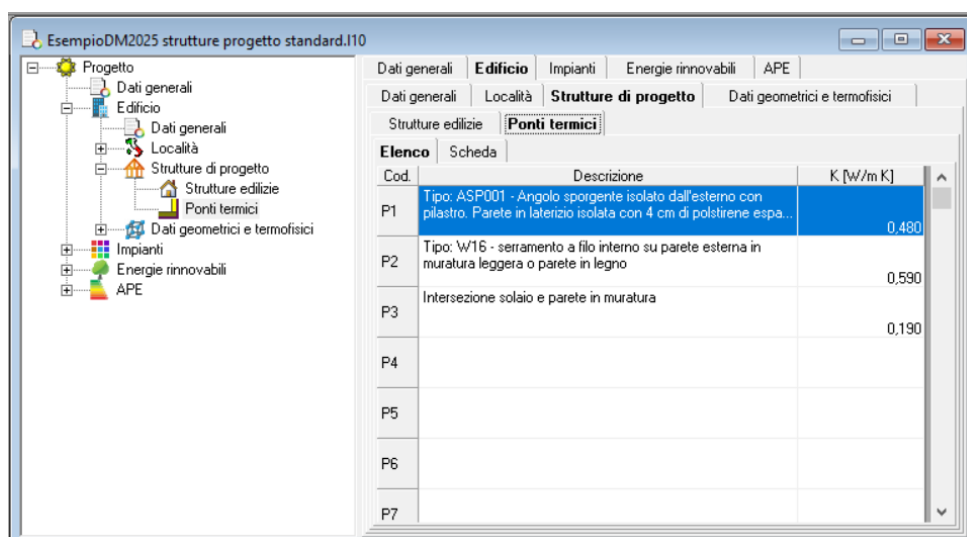 EsempioDM2025 strutture progetto standard.I10
Progetto
Dati generali
Edificio
Dati generali
Località
Strutture di progetto
Strutture edilizie
Ponti termici
Dati geometrici e termofisici
Impianti
Energie rinnovabili
APE
Dati generali Edificio Impianti Energie rinnovabili APE
Dati generali Località Strutture di progetto Dati geometrici e termofisici
Strutture edilizie Ponti termici
Elenco Scheda
Cod. Descrizione K [W/m K]
P1 Tipo: ASP001 - Angolo sporgente isolato dall'esterno con
pilastro. Parete in laterizio isolata con 4 cm di polstirene espa...
0,480
P2 Tipo: W16 - serramento a filo interno su parete esterna in
muratura leggera o parete in legno
0,590
P3 Intersezione solaio e parete in muratura
0,190
P4
P5
P6
P7